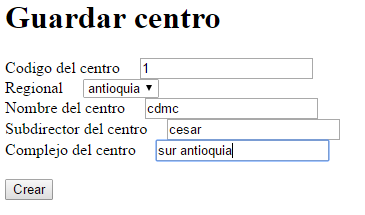 Guardar centro
Codigo del centro 1
Regional antioquia
Nombre del centro cdmc
Subdirector del centro cesar
Complejo del centro sur antioquia
Crear